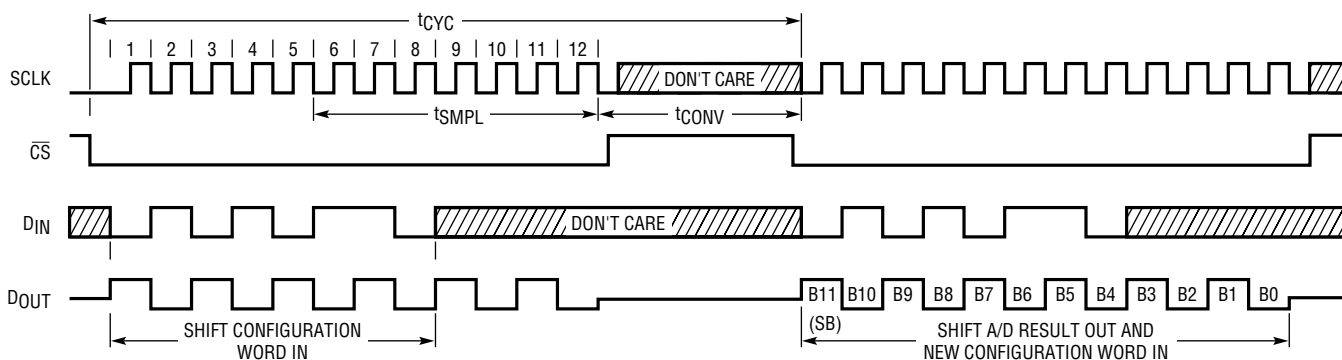 tCYC
1 2 3 4 5 6 7 8 9 10 11 12
SCLK
DON'T CARE
tSMPL
tCONV
CS
DIN
DON'T CARE
DOUT
B11 B10 B9 B8 B7 B6 B5 B4 B3 B2 B1 B0
(SB)
SHIFT CONFIGURATION
WORD IN
SHIFT A/D RESULT OUT AND
NEW CONFIGURATION WORD IN